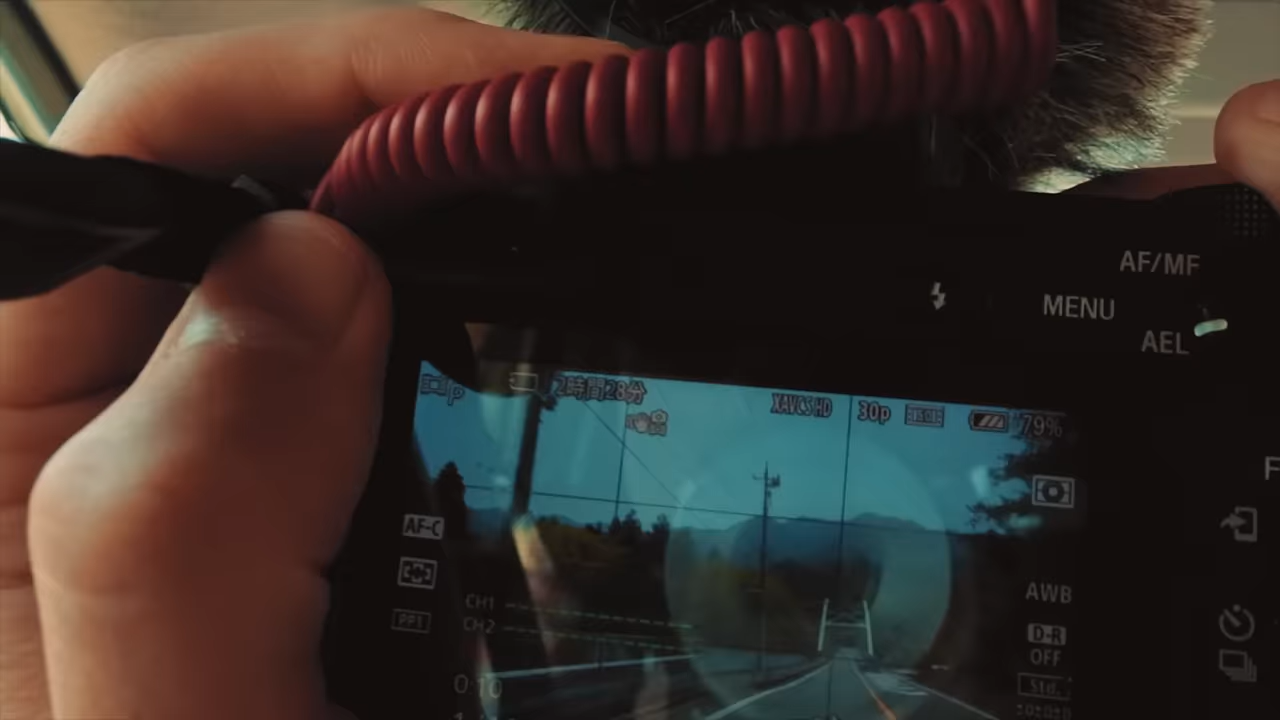 AF/MF
MENU
AEL
2時間28分
XAVC S HD 30p 79%
AF-C
PP1
CH1
CH2
AWB
D-R
OFF
Std.
0:10
F